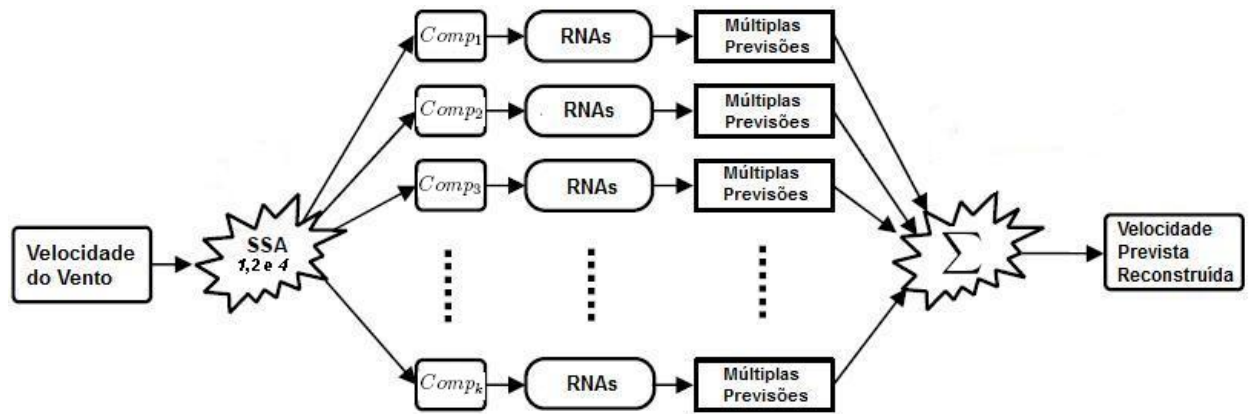 Velocidade
do Vento
SSA
1,2 e 4
Comp1
RNAs
Múltiplas
Previsões
Comp2
RNAs
Múltiplas
Previsões
Comp3
RNAs
Múltiplas
Previsões
Compk
RNAs
Múltiplas
Previsões
Σ
Velocidade
Prevista
Reconstruída